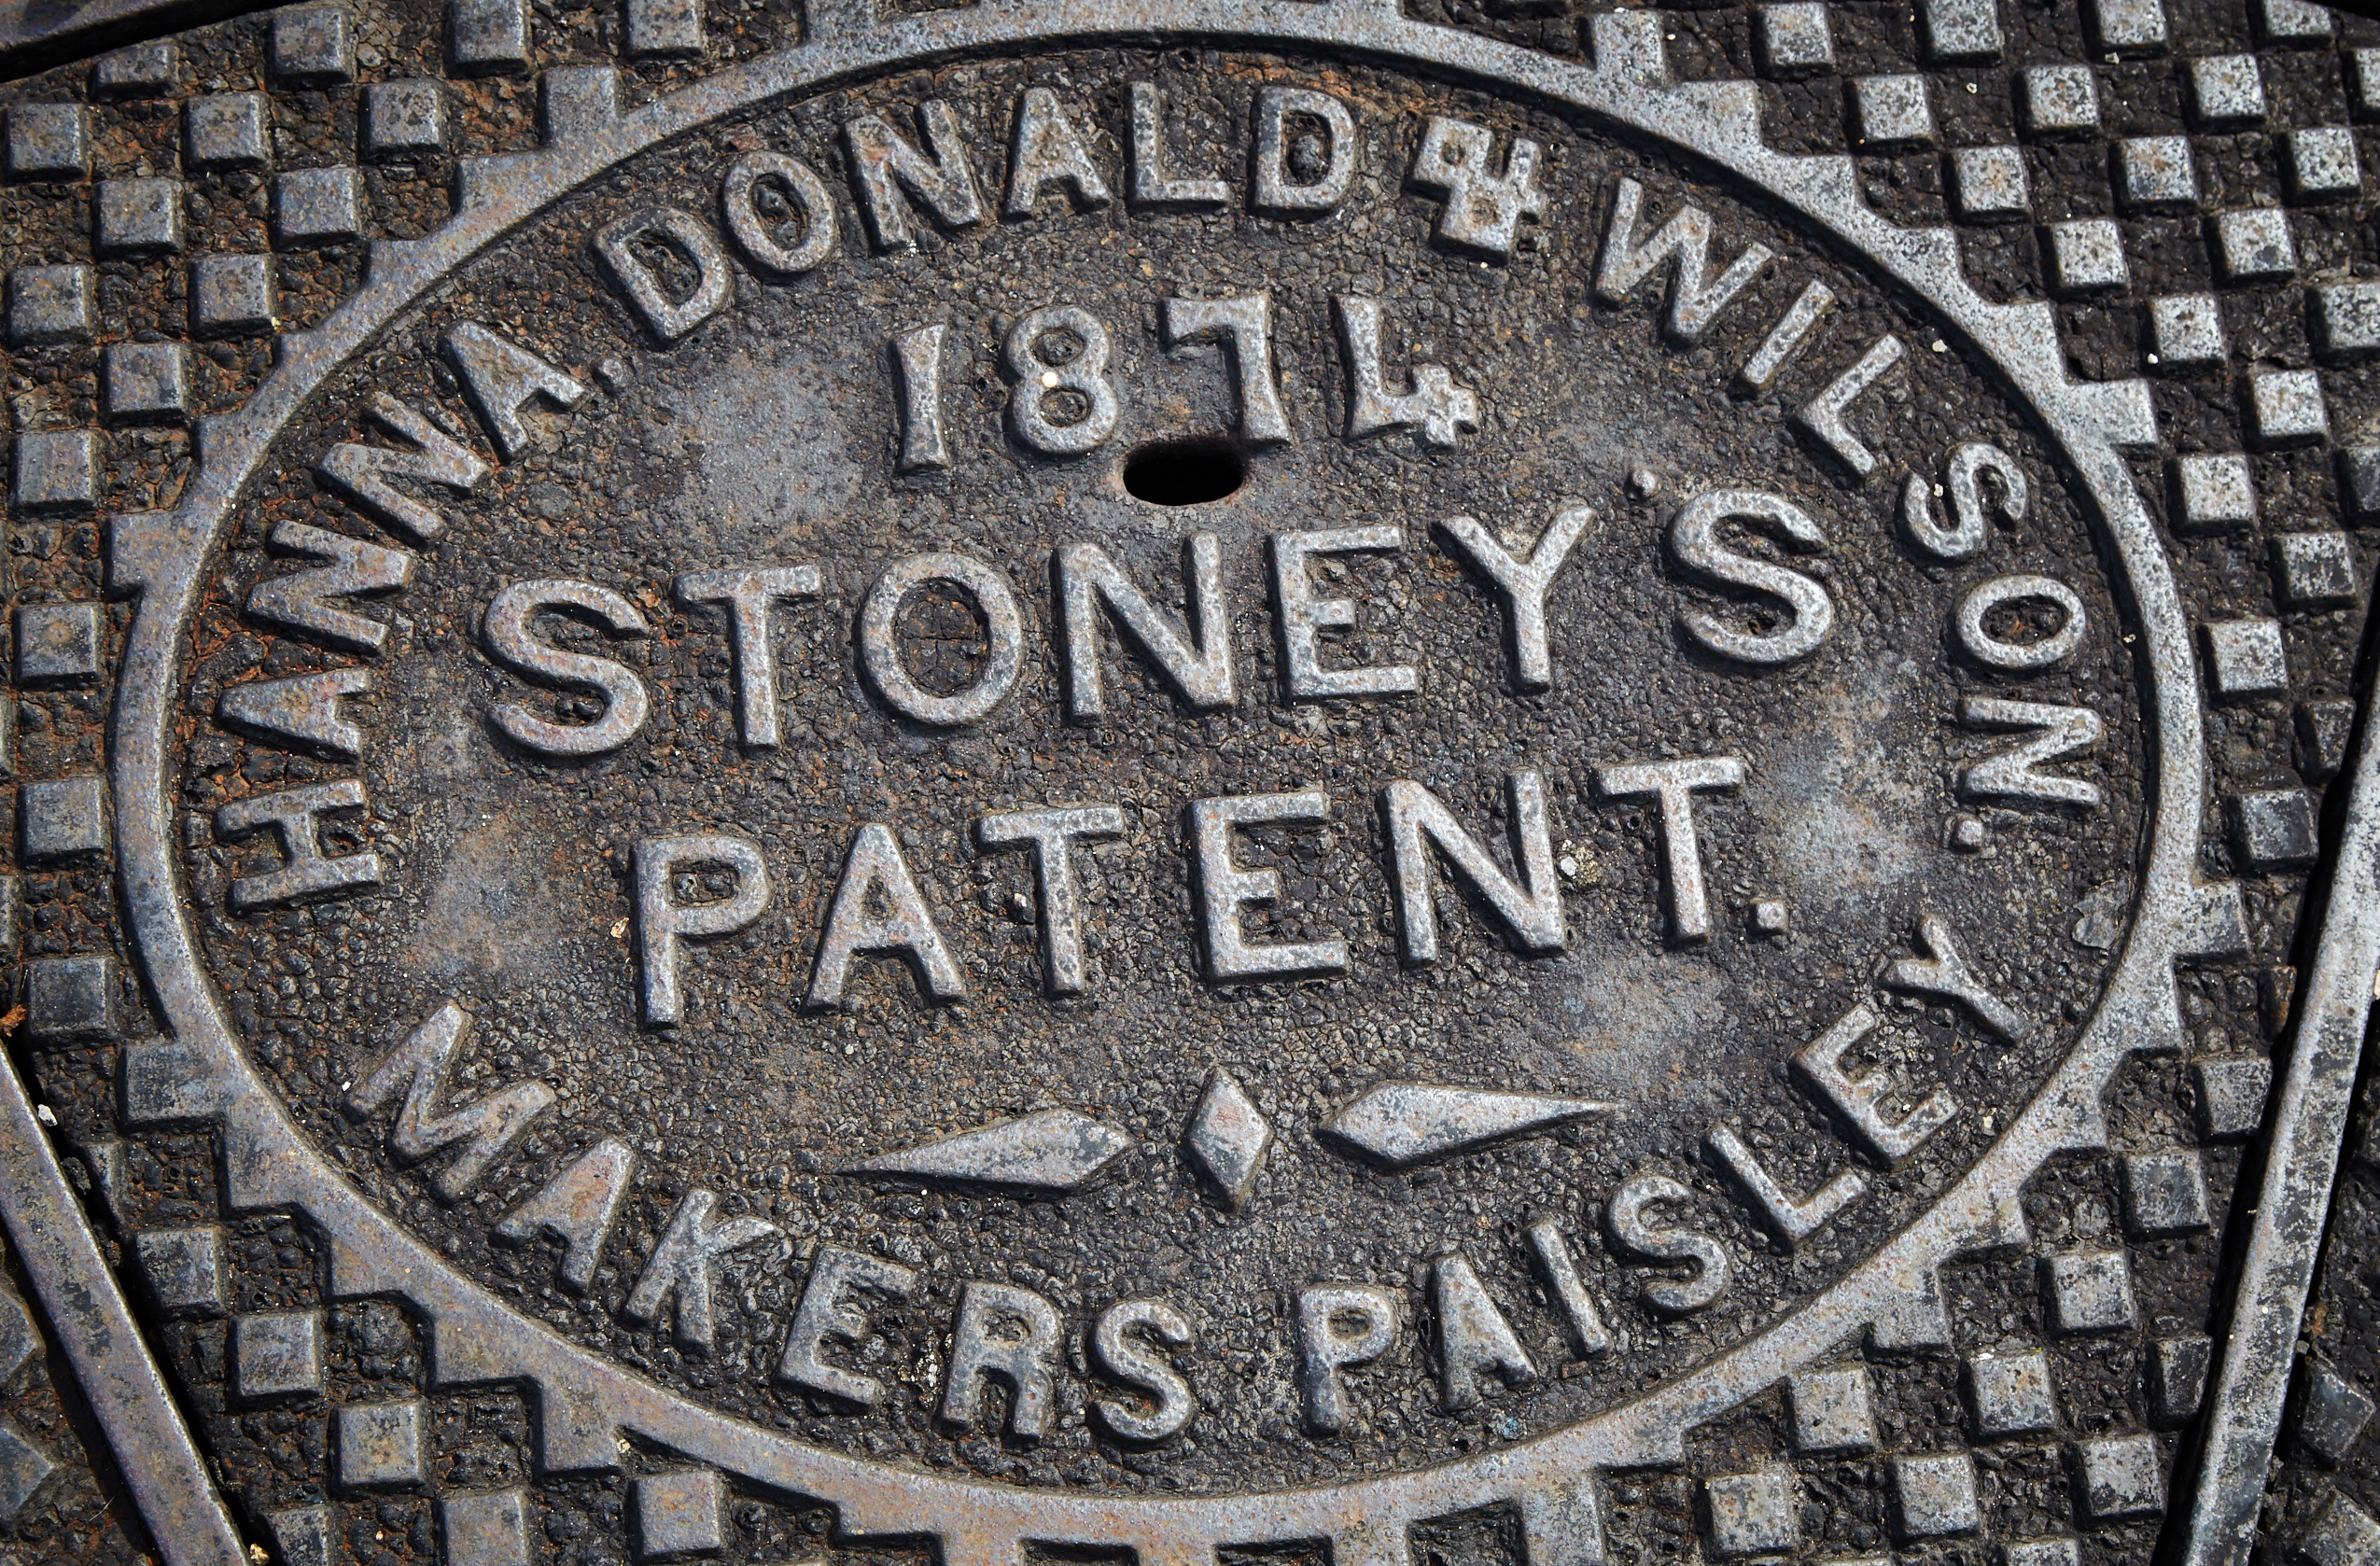 HANNA. DONALD & WILSON.
1874
STONEY'S
PATENT.
MAKERS PAISLEY